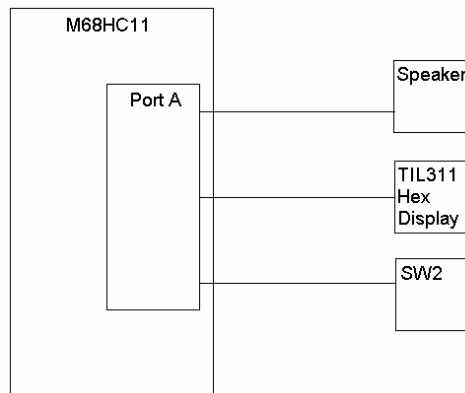 M68HC11
Port A
Speaker
TIL311
Hex
Display
SW2